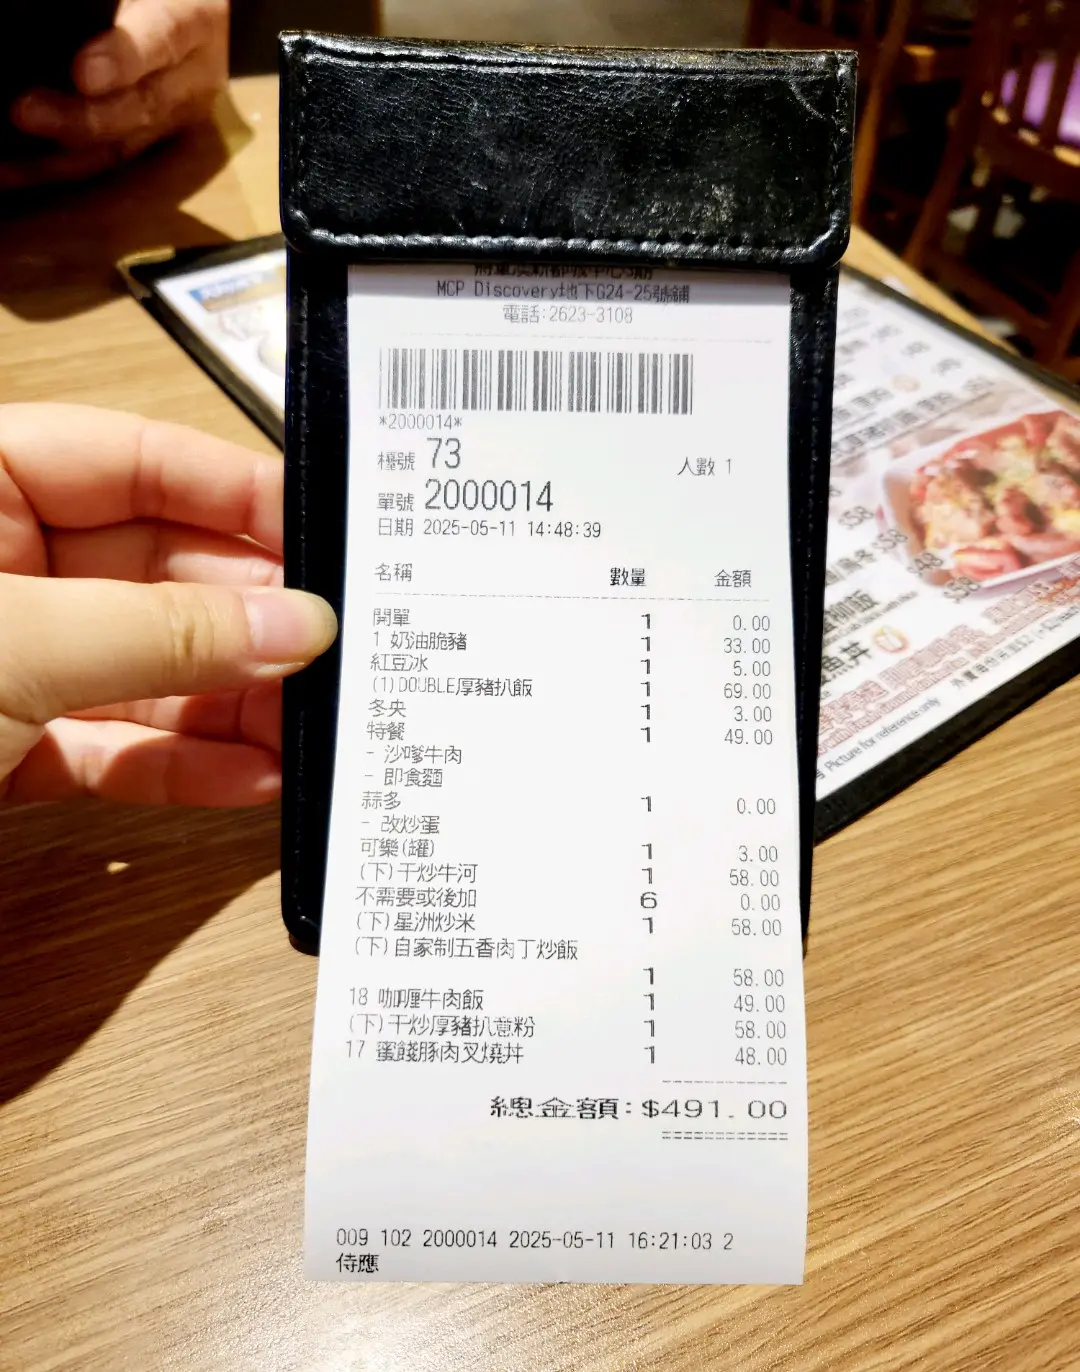 MCP Discovery地下G24-25號舖
電話:2623-3108
*2000014*
檯號 73 人數 1
單號 2000014
日期 2025-05-11 14:48:39
名稱 數量 金額
開單 1 0.00
1 奶油脆豬 1 33.00
紅豆冰 1 5.00
(1)DOUBLE厚豬扒飯 1 69.00
冬央 1 3.00
特餐 1 49.00
- 沙嗲牛肉
- 即食麵
蒜多 1 0.00
- 改炒蛋
可樂(罐) 1 3.00
(下)干炒牛河 1 58.00
不需要或後加 6 0.00
(下)星洲炒米 1 58.00
(下)自家制五香肉丁炒飯
1 58.00
18 咖喱牛肉飯 1 49.00
(下)干炒厚豬扒意粉 1 58.00
17 蜜餞豚肉叉燒丼 1 48.00
總金額:$491.00
009 102 2000014 2025-05-11 16:21:03 2
侍應
$58
$58
$48
$58
魚丼
Picture for reference only